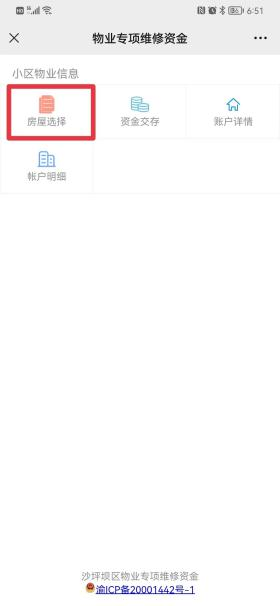 6:51
物业专项维修资金
小区物业信息
房屋选择
资金交存
账户详情
帐户明细
沙坪坝区物业专项维修资金
渝ICP备20001442号-1